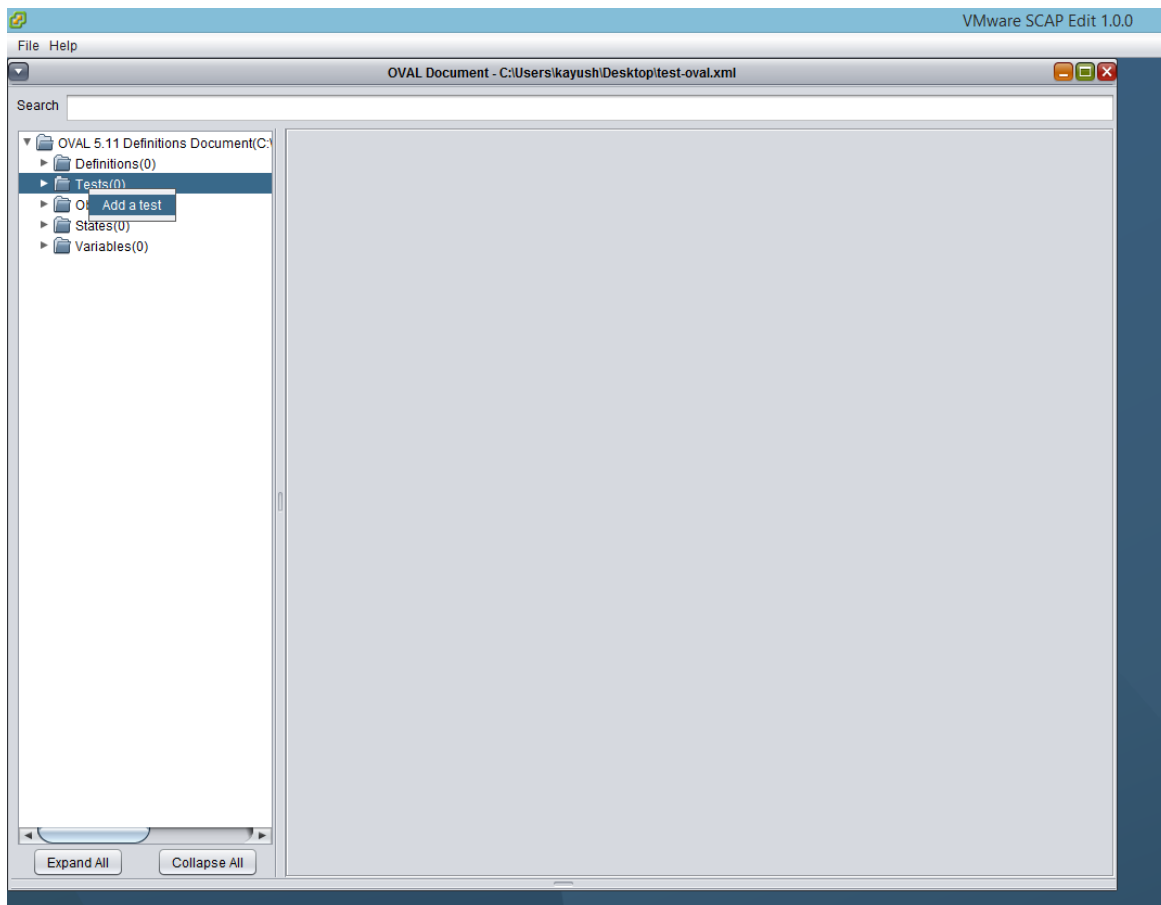 VMware SCAP Edit 1.0.0
File Help
OVAL Document - C:\Users\kayush\Desktop\test-oval.xml
Search
OVAL 5.11 Definitions Document(C:\
Definitions(0)
Tests(0)
Add a test
States(0)
Variables(0)
Expand All Collapse All